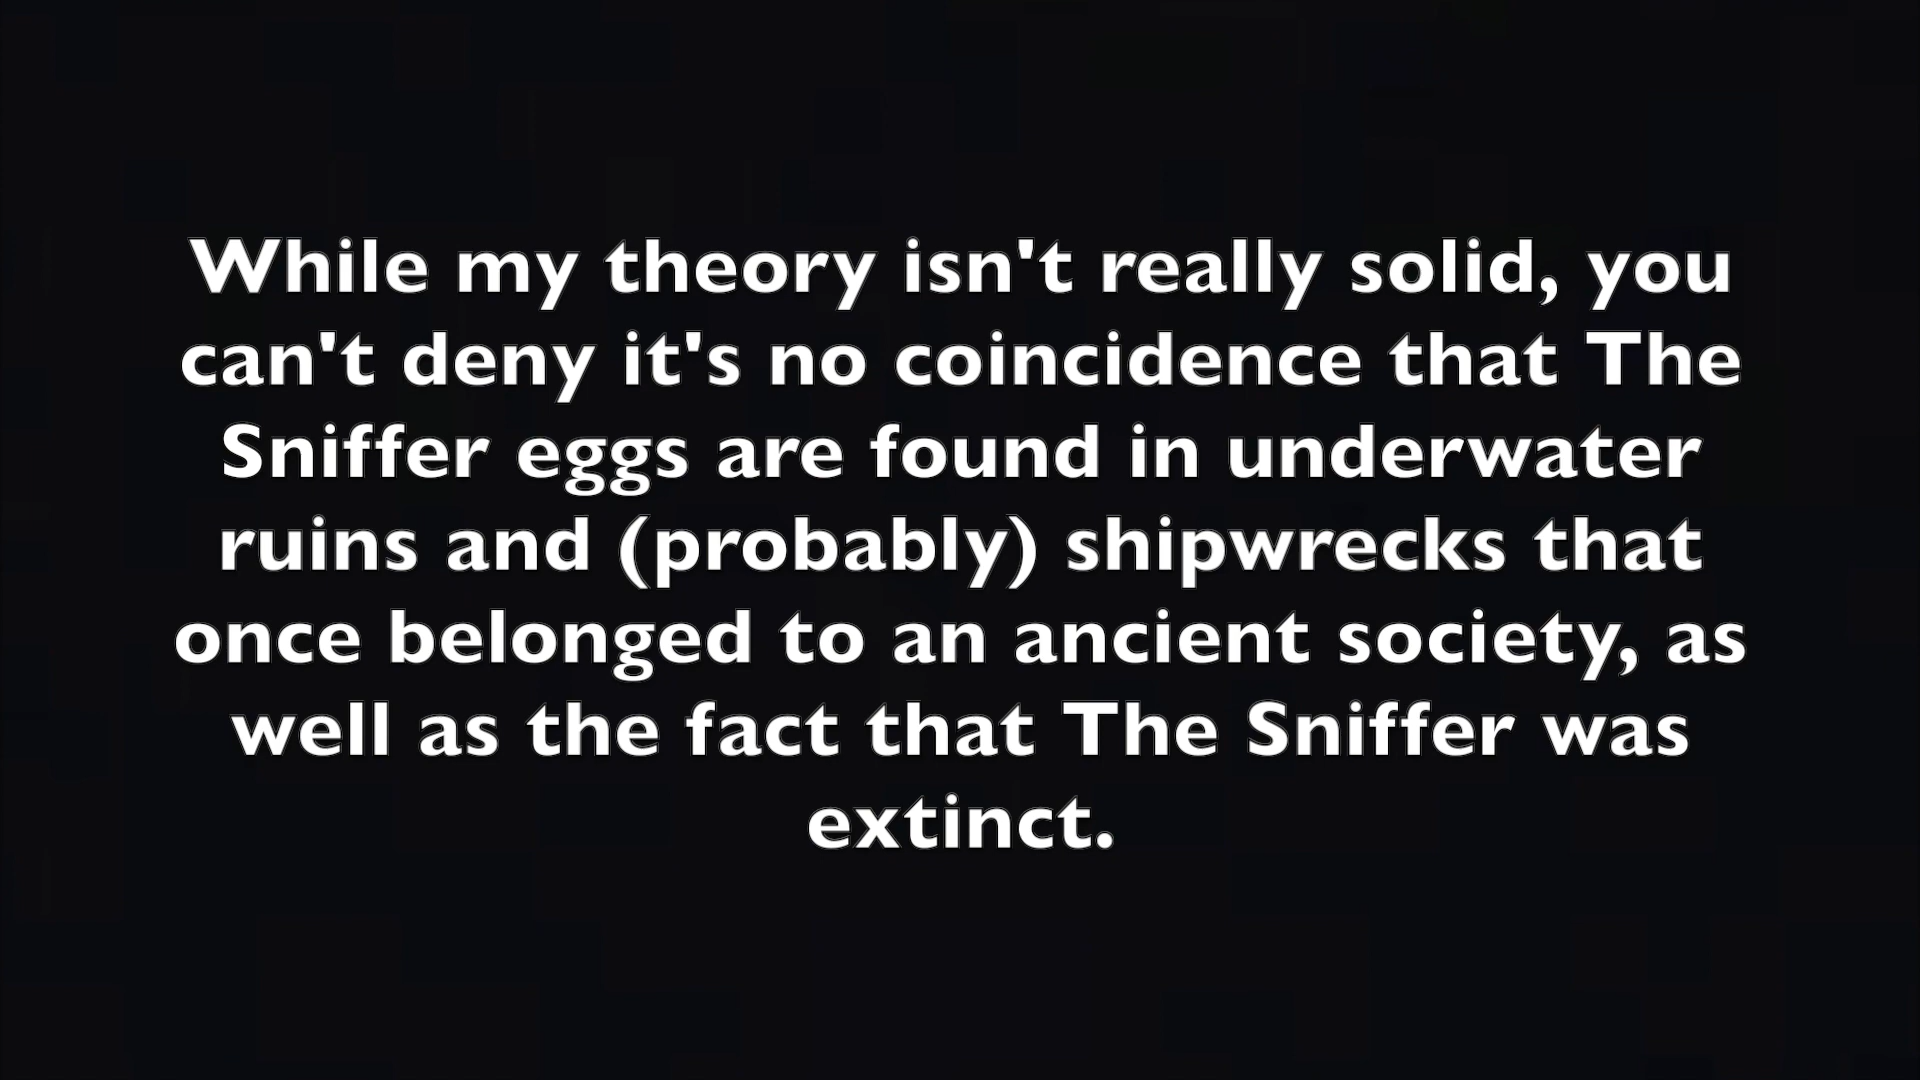 While my theory isn't really solid, you
can't deny it's no coincidence that The
Sniffer eggs are found in underwater
ruins and (probably) shipwrecks that
once belonged to an ancient society, as
well as the fact that The Sniffer was
extinct.